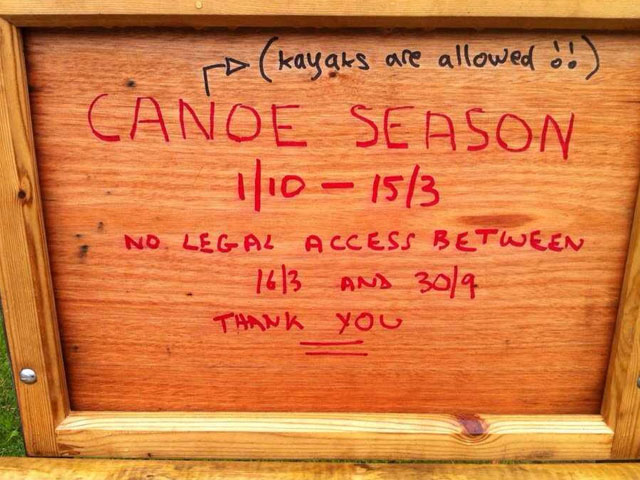 (kayaks are allowed !!)
CANOE SEASON
1/10 - 15/3
NO LEGAL ACCESS BETWEEN
16/3 AND 30/9
THANK YOU